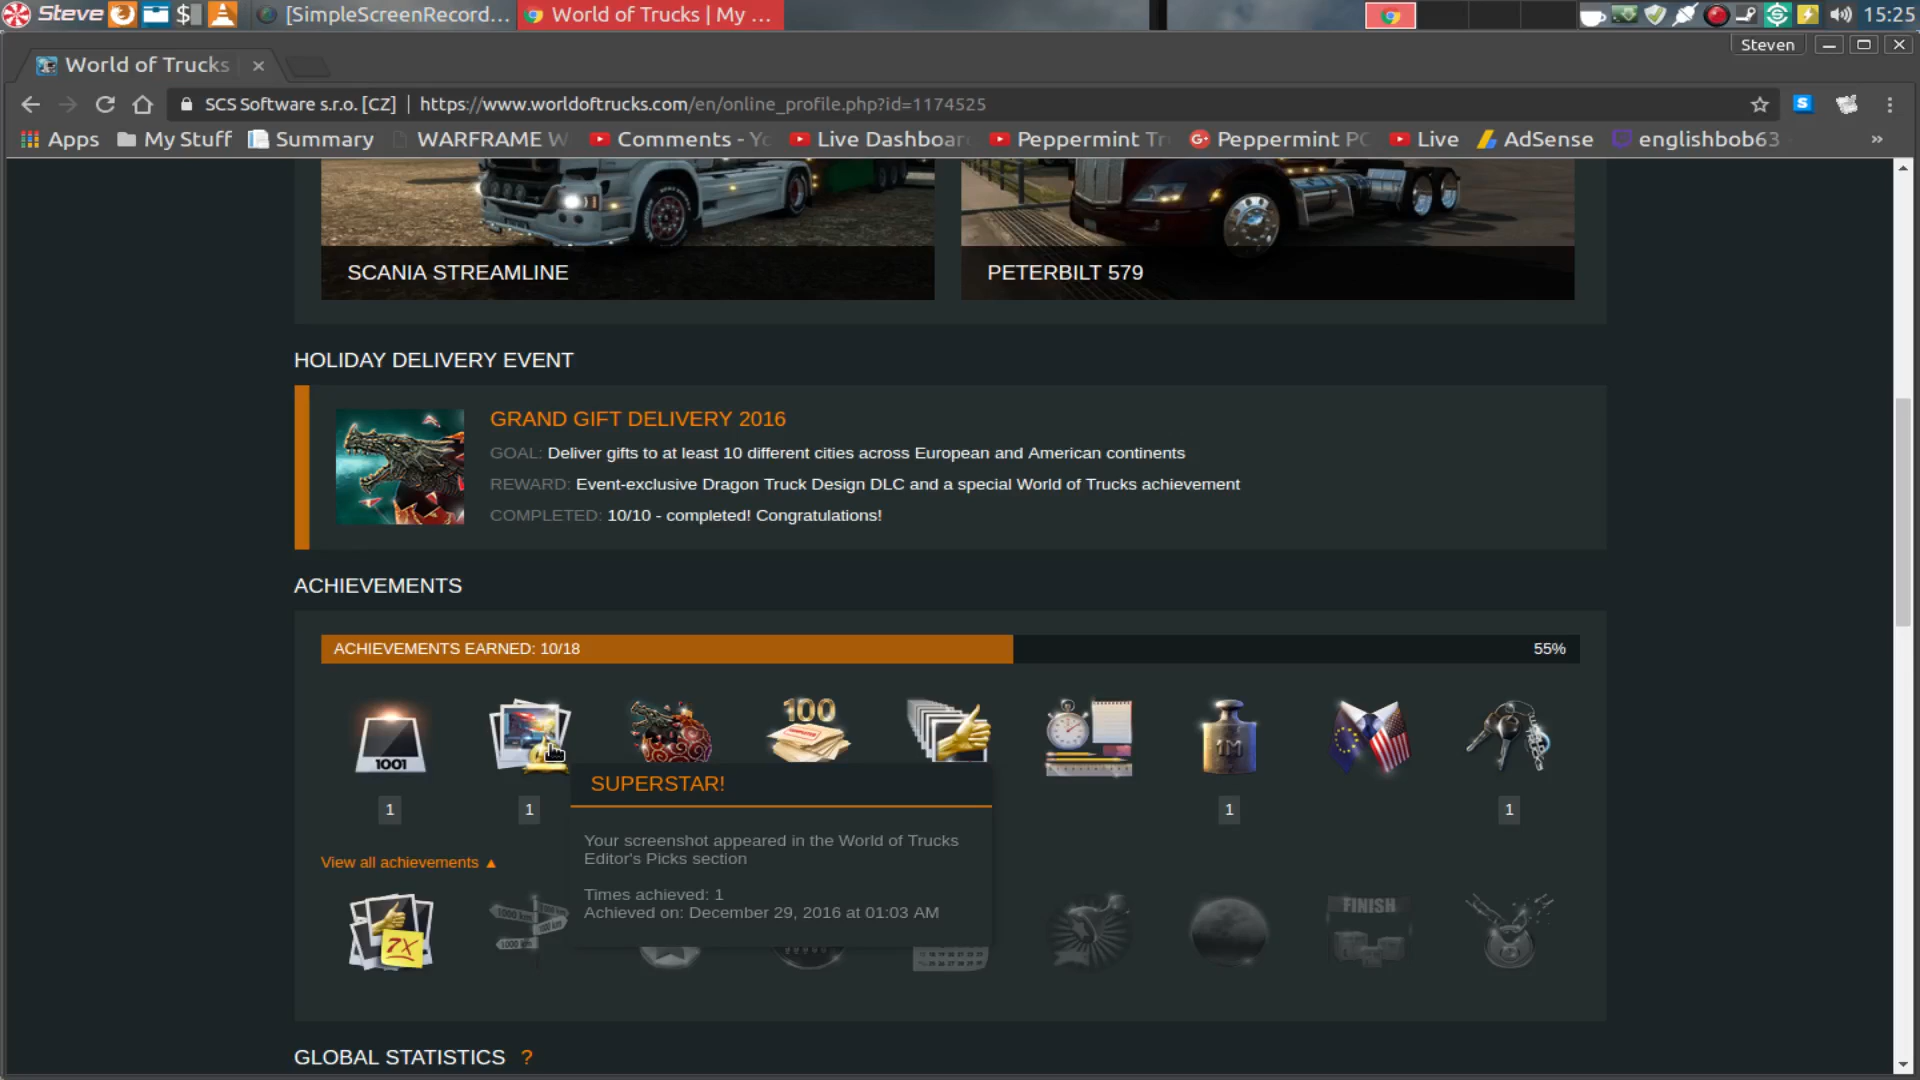 Steve $ [SimpleScreenRecord... World of Trucks | My ... 15:25
Steven
World of Trucks
SCS Software s.r.o. [CZ] | https://www.worldoftrucks.com/en/online_profile.php?id=1174525
Apps My Stuff Summary WARFRAME W Comments - Yo Live Dashboar Peppermint Tr Peppermint PC Live AdSense englishbob63 »
SCANIA STREAMLINE
PETERBILT 579
HOLIDAY DELIVERY EVENT
GRAND GIFT DELIVERY 2016
GOAL: Deliver gifts to at least 10 different cities across European and American continents
REWARD: Event-exclusive Dragon Truck Design DLC and a special World of Trucks achievement
COMPLETED: 10/10 - completed! Congratulations!
ACHIEVEMENTS
ACHIEVEMENTS EARNED: 10/18 55%
1001 100 1M
1 1 1 1
SUPERSTAR!
Your screenshot appeared in the World of Trucks
Editor's Picks section
Times achieved: 1
Achieved on: December 29, 2016 at 01:03 AM
View all achievements ▲
7X 1000 km 1000 km FINISH
GLOBAL STATISTICS ?